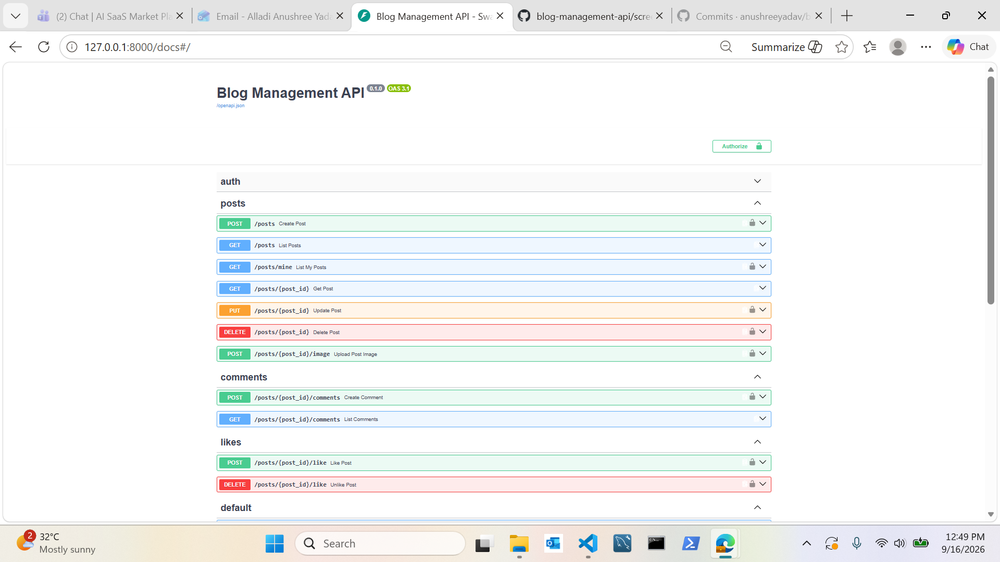 (2) Chat | AI SaaS Market Pla
Email - Alladi Anushree Yada
Blog Management API - Swa
blog-management-api/scree
Commits · anushreeyadav/b
127.0.0.1:8000/docs#/
Summarize
Chat
Blog Management API 0.1.0 OAS 3.1
/openapi.json
Authorize
auth
posts
POST /posts Create Post
GET /posts List Posts
GET /posts/mine List My Posts
GET /posts/{post_id} Get Post
PUT /posts/{post_id} Update Post
DELETE /posts/{post_id} Delete Post
POST /posts/{post_id}/image Upload Post Image
comments
POST /posts/{post_id}/comments Create Comment
GET /posts/{post_id}/comments List Comments
likes
POST /posts/{post_id}/like Like Post
DELETE /posts/{post_id}/like Unlike Post
default
2
32°C
Mostly sunny
Search
12:49 PM
9/16/2026